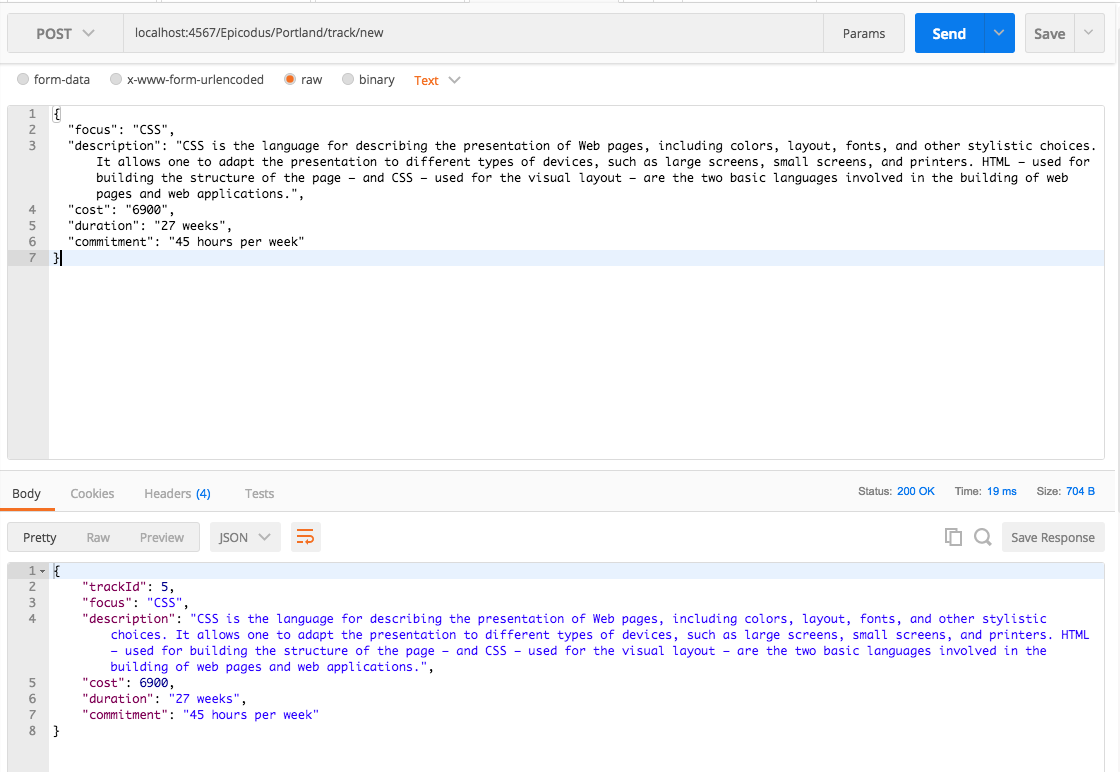 POST localhost:4567/Epicodus/Portland/track/new Params Send Save
form-data x-www-form-urlencoded raw binary Text
1 {
2 "focus": "CSS",
3 "description": "CSS is the language for describing the presentation of Web pages, including colors, layout, fonts, and other stylistic choices.
It allows one to adapt the presentation to different types of devices, such as large screens, small screens, and printers. HTML – used for
building the structure of the page – and CSS – used for the visual layout – are the two basic languages involved in the building of web
pages and web applications.",
4 "cost": "6900",
5 "duration": "27 weeks",
6 "commitment": "45 hours per week"
7 }
Body Cookies Headers (4) Tests Status: 200 OK Time: 19 ms Size: 704 B
Pretty Raw Preview JSON Save Response
1 {
2 "trackId": 5,
3 "focus": "CSS",
4 "description": "CSS is the language for describing the presentation of Web pages, including colors, layout, fonts, and other stylistic
choices. It allows one to adapt the presentation to different types of devices, such as large screens, small screens, and printers. HTML
– used for building the structure of the page – and CSS – used for the visual layout – are the two basic languages involved in the
building of web pages and web applications.",
5 "cost": 6900,
6 "duration": "27 weeks",
7 "commitment": "45 hours per week"
8 }